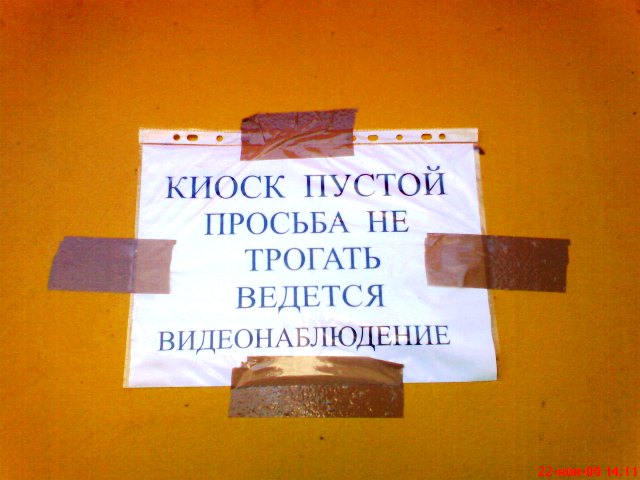 КИОСК ПУСТОЙ
ПРОСЬБА НЕ
ТРОГАТЬ
ВЕДЕТСЯ
ВИДЕОНАБЛЮДЕНИЕ